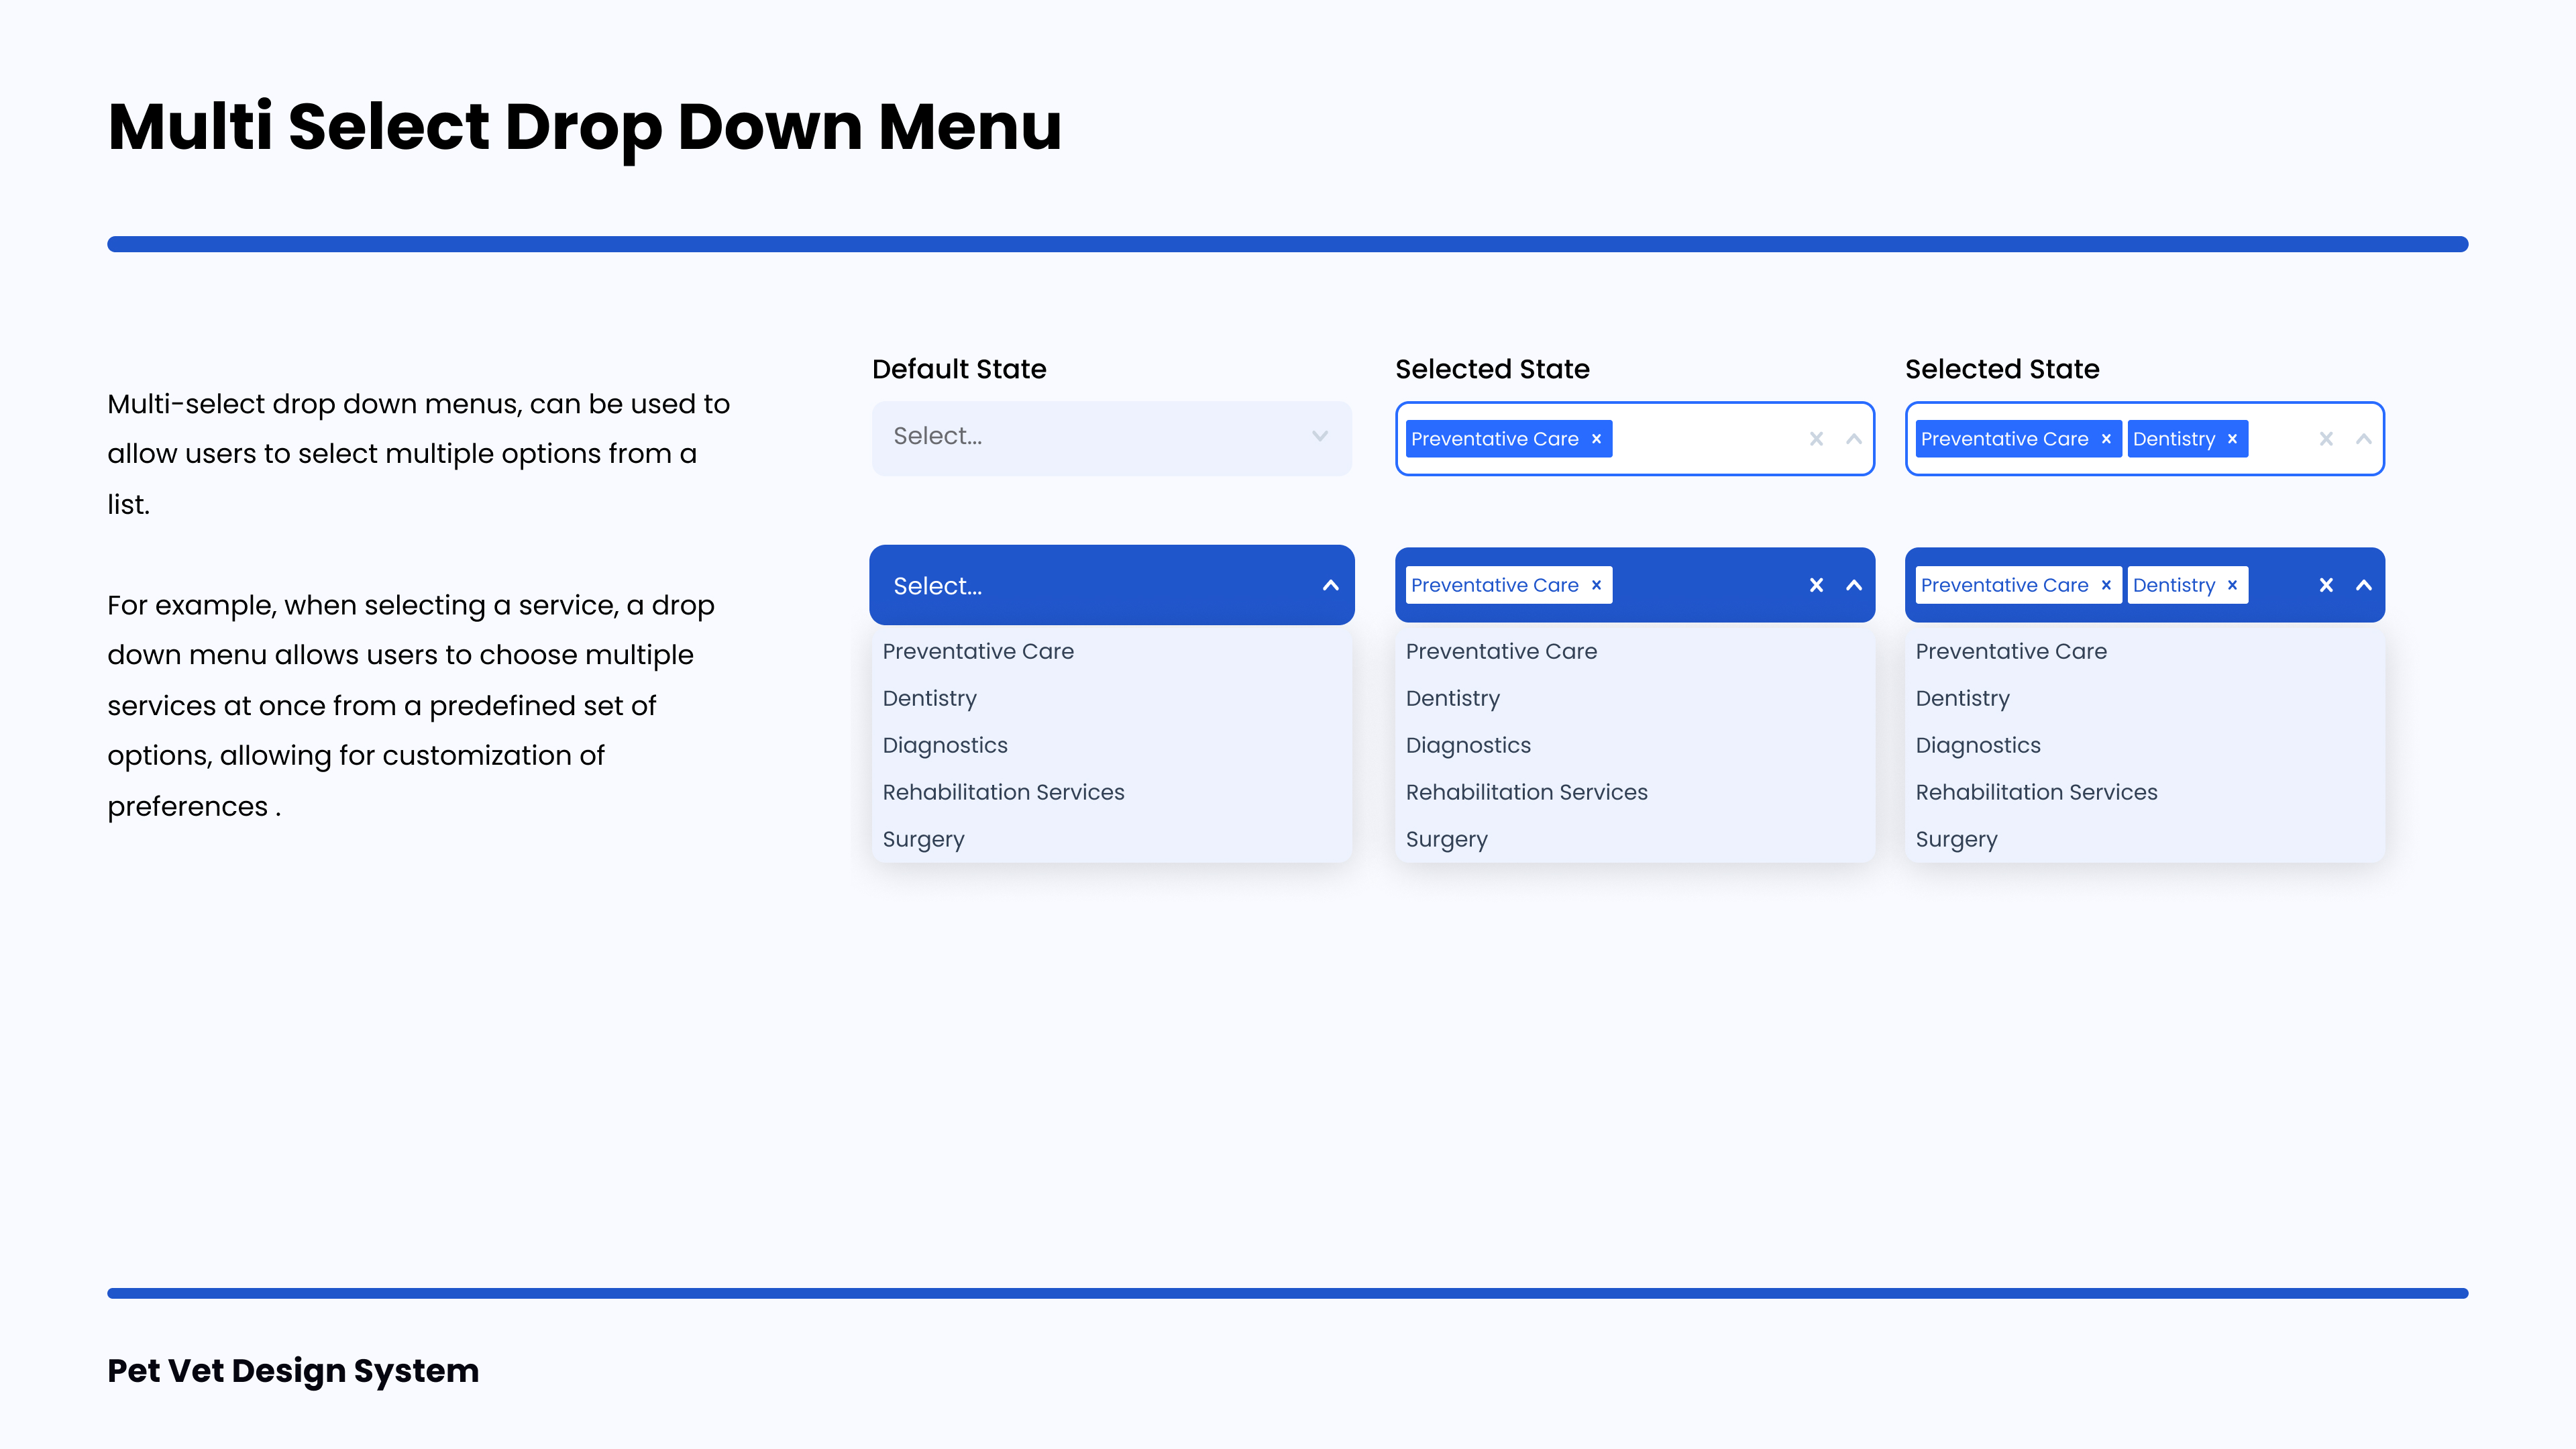 Multi Select Drop Down Menu
Multi-select drop down menus, can be used to
allow users to select multiple options from a
list.
For example, when selecting a service, a drop
down menu allows users to choose multiple
services at once from a predefined set of
options, allowing for customization of
preferences .
Default State
Select...
Select...
Preventative Care
Dentistry
Diagnostics
Rehabilitation Services
Surgery
Selected State
Preventative Care
Preventative Care
Preventative Care
Dentistry
Diagnostics
Rehabilitation Services
Surgery
Selected State
Preventative Care Dentistry
Preventative Care Dentistry
Preventative Care
Dentistry
Diagnostics
Rehabilitation Services
Surgery
Pet Vet Design System